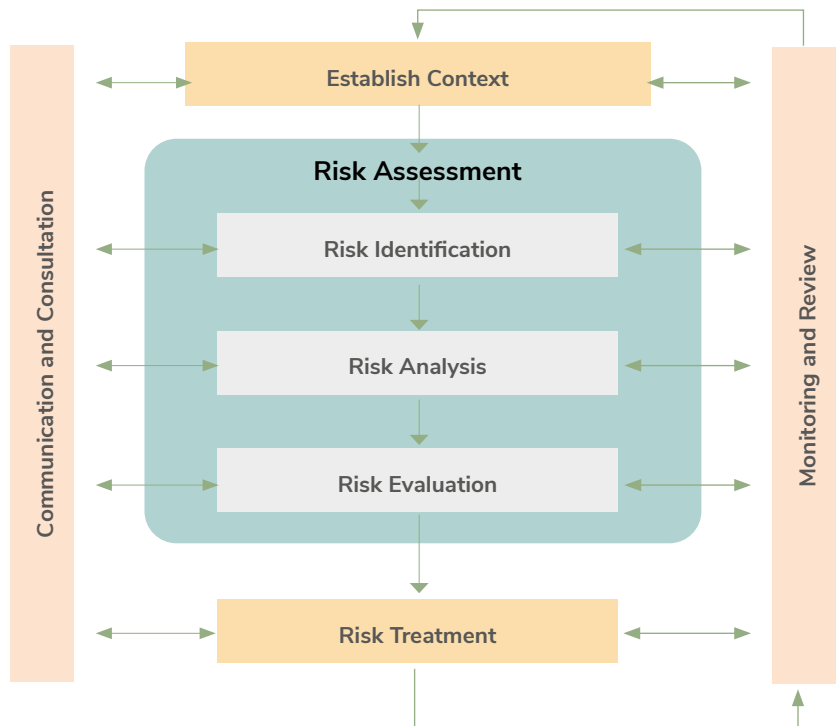 Establish Context
Risk Assessment
Risk Identification
Risk Analysis
Risk Evaluation
Risk Treatment
Communication and Consultation
Monitoring and Review